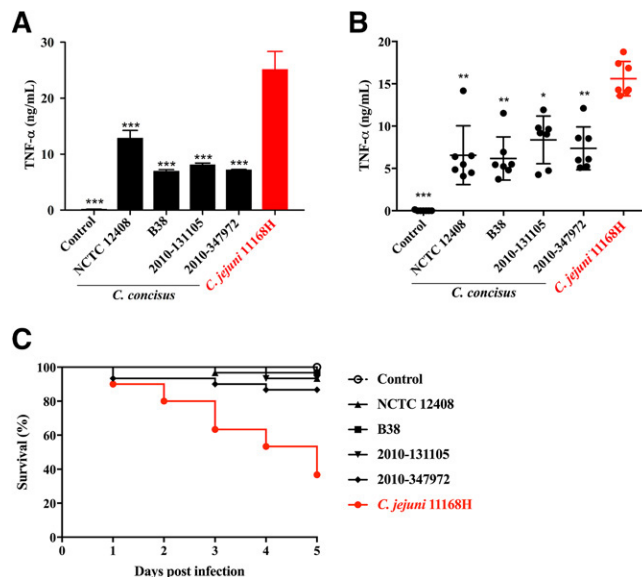 A
TNF-α (ng/mL)
30
20
10
0
***
***
***
***
***
Control
NCTC 12408
B38
2010-131105
2010-347972
C. jejuni 11168H
C. concisus
B
TNF-α (ng/mL)
20
15
10
5
0
***
**
**
*
**
Control
NCTC 12408
B38
2010-131105
2010-347972
C. jejuni 11168H
C. concisus
C
Survival (%)
100
80
60
40
20
0
0 1 2 3 4 5
Days post infection
Control
NCTC 12408
B38
2010-131105
2010-347972
C. jejuni 11168H